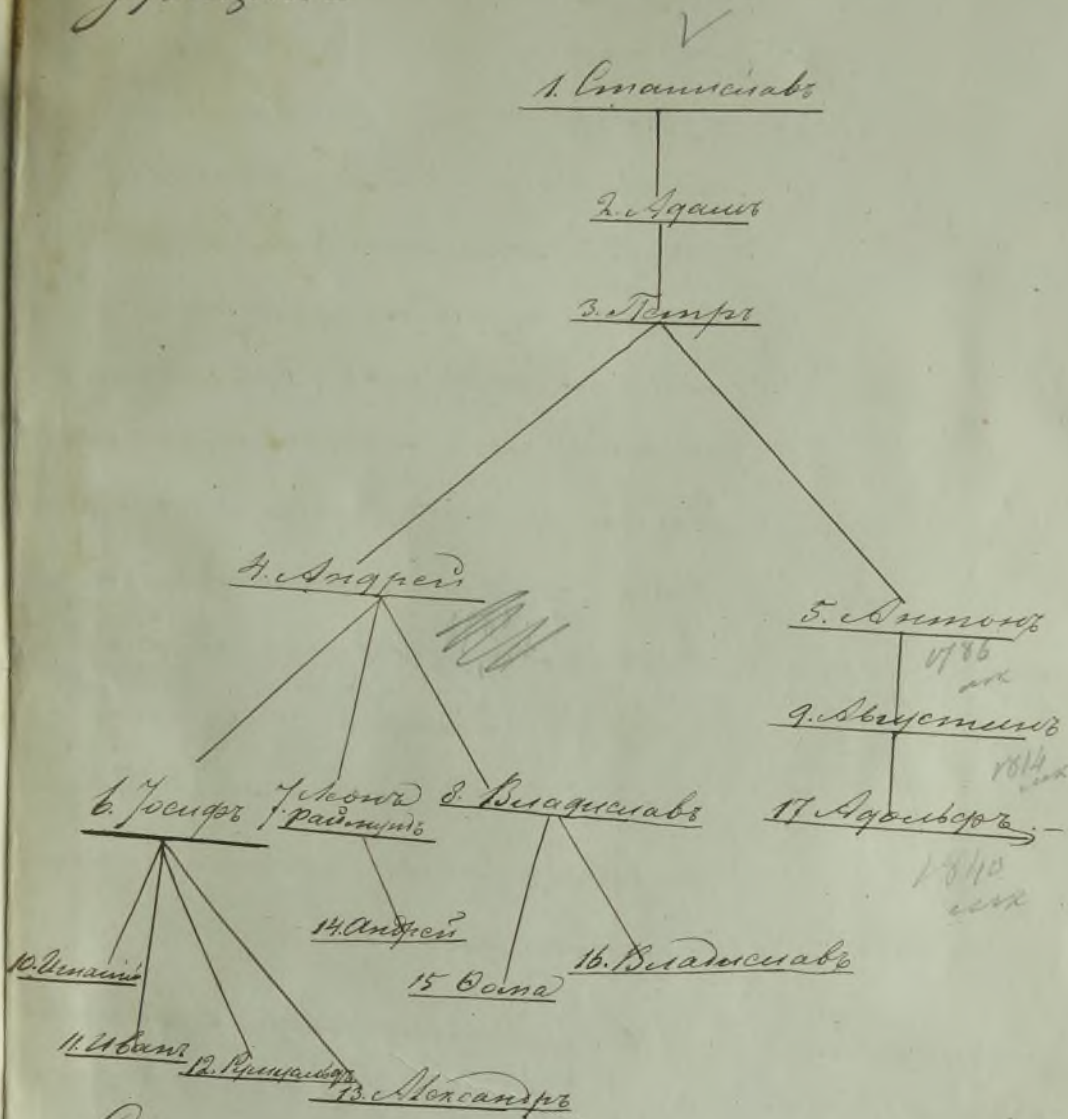 1. Станиславъ
2. Адамъ
3. Петръ
4. Андрей
5. Антонъ
1786
9. Августинъ
1814
6. Іосифъ
7. Леонъ
Раймундъ
8. Владиславъ
17 Адольфъ.
1840
14. Андрей
10. Игнатій
15 Ѳома
16. Владиславъ
11. Иванъ
12. Ромуальдъ
13. Александръ